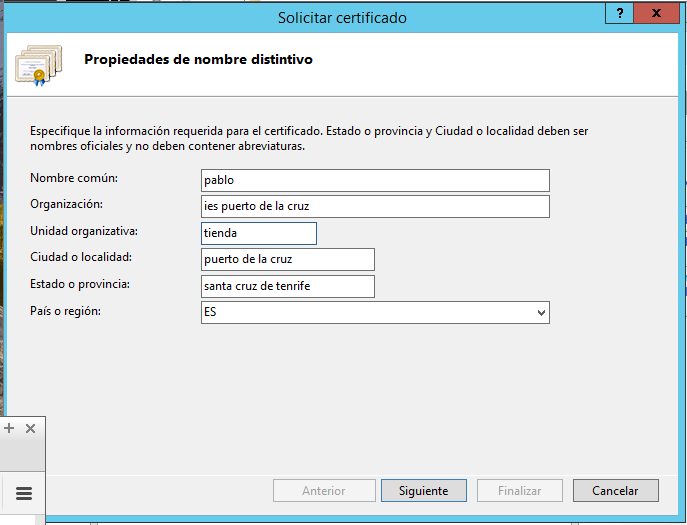 Solicitar certificado
?
x
Propiedades de nombre distintivo
Especifique la información requerida para el certificado. Estado o provincia y Ciudad o localidad deben ser
nombres oficiales y no deben contener abreviaturas.
Nombre común: pablo
Organización: ies puerto de la cruz
Unidad organizativa: tienda
Ciudad o localidad: puerto de la cruz
Estado o provincia: santa cruz de tenrife
País o región: ES
Anterior Siguiente Finalizar Cancelar